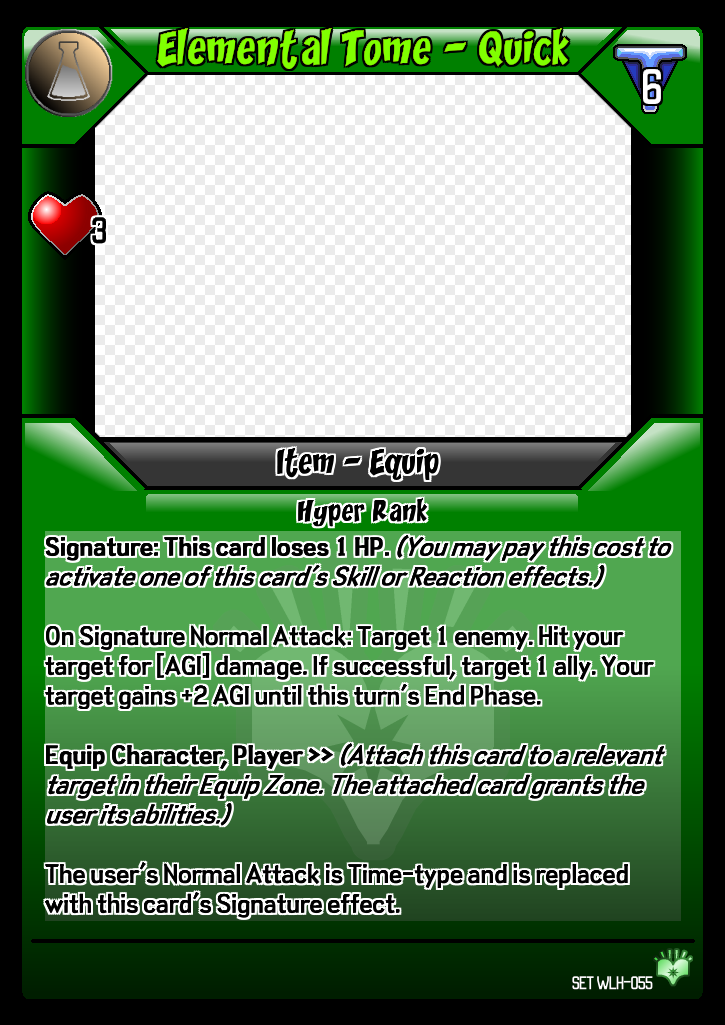 Elemental Tome - Quick
6
3
Item - Equip
Hyper Rank
Signature: This card loses 1 HP. (You may pay this cost to
activate one of this card's Skill or Reaction effects.)
On Signature Normal Attack: Target 1 enemy. Hit your
target for [AGI] damage. If successful, target 1 ally. Your
target gains +2 AGI until this turn's End Phase.
Equip Character, Player >> (Attach this card to a relevant
target in their Equip Zone. The attached card grants the
user its abilities.)
The user's Normal Attack is Time-type and is replaced
with this card's Signature effect.
SET WLH-055